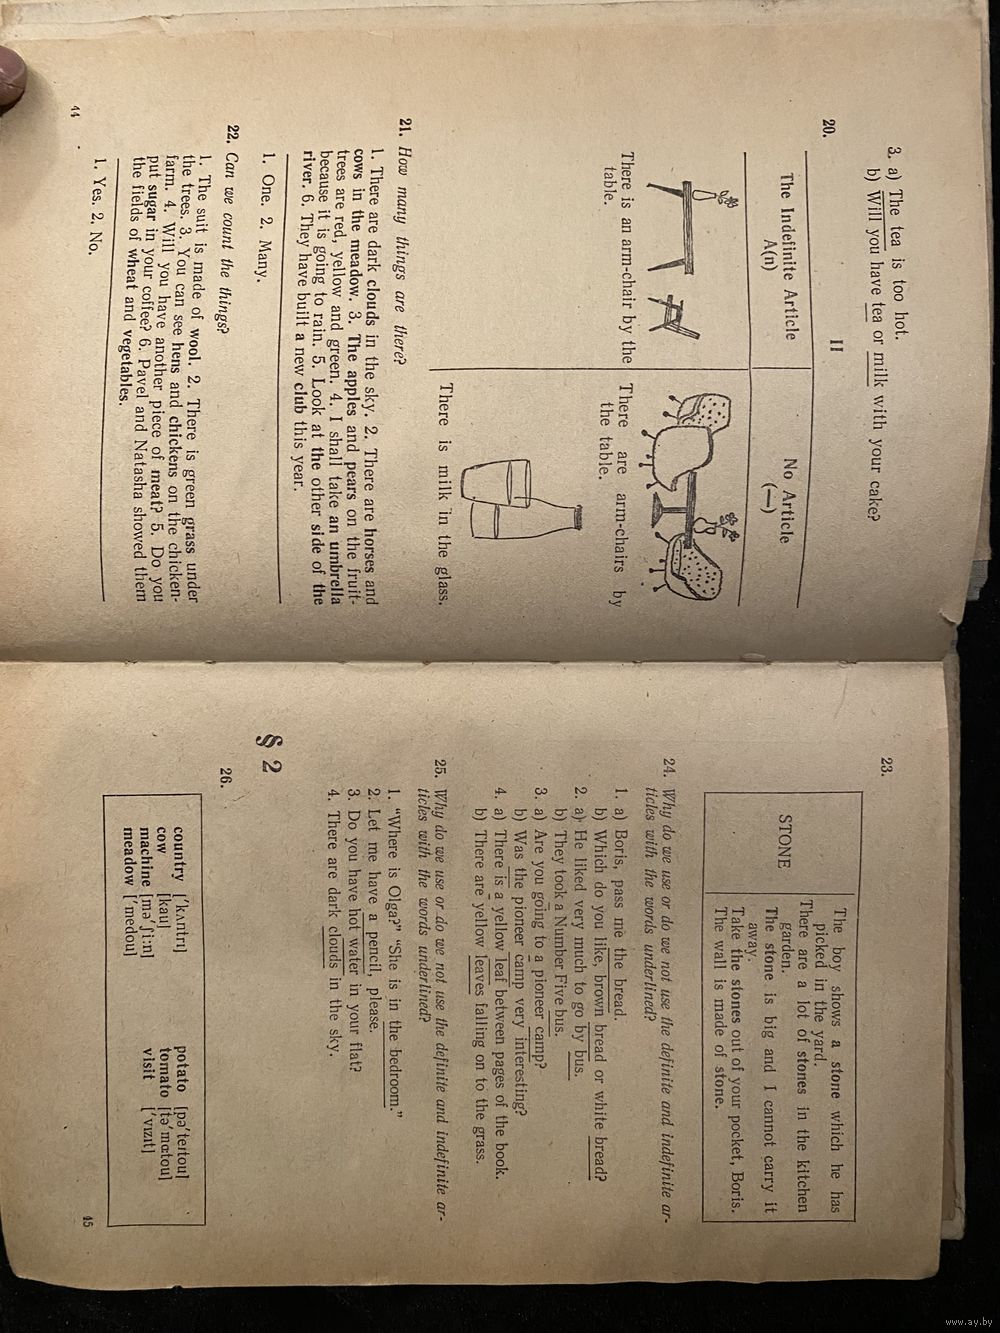 3. a) The tea is too hot.
b) Will you have tea or milk with your cake?
II
20.
The Indefinite Article
A(n)
No Article
(—)
There is an arm-chair by the
table.
There are arm-chairs by
the table.
There is milk in the glass.
21. How many things are there?
1. There are dark clouds in the sky. 2. There are horses and
cows in the meadow. 3. The apples and pears on the fruit-
trees are red, yellow and green. 4. I shall take an umbrella
because it is going to rain. 5. Look at the other side of the
river. 6. They have built a new club this year.
1. One. 2. Many.
22. Can we count the things?
1. The suit is made of wool. 2. There is green grass under
the trees. 3. You can see hens and chickens on the chicken-
farm. 4. Will you have another piece of meat? 5. Do you
put sugar in your coffee? 6. Pavel and Natasha showed them
the fields of wheat and vegetables.
1. Yes. 2. No.
44
23.
STONE
The boy shows a stone which he has
picked in the yard.
There are a lot of stones in the kitchen
garden.
The stone is big and I cannot carry it
away.
Take the stones out of your pocket, Boris.
The wall is made of stone.
24. Why do we use or do we not use the definite and indefinite ar-
ticles with the words underlined?
1. a) Boris, pass me the bread.
b) Which do you like, brown bread or white bread?
2. a) He liked very much to go by bus.
b) They took a Number Five bus.
3. a) Are you going to a pioneer camp?
b) Was the pioneer camp very interesting?
4. a) There is a yellow leaf between pages of the book.
b) There are yellow leaves falling on to the grass.
25. Why do we use or do we not use the definite and indefinite ar-
ticles with the words underlined?
1. “Where is Olga?” “She is in the bedroom.”
2. Let me have a pencil, please.
3. Do you have hot water in your flat?
4. There are dark clouds in the sky.
§ 2
26.
country [ˈkʌntrɪ]
cow [kau]
machine [məˈʃi:n]
meadow [ˈmedou]
potato [pəˈteɪtou]
tomato [təˈmɑtou]
visit [ˈvɪzɪt]
45
www.ay.by